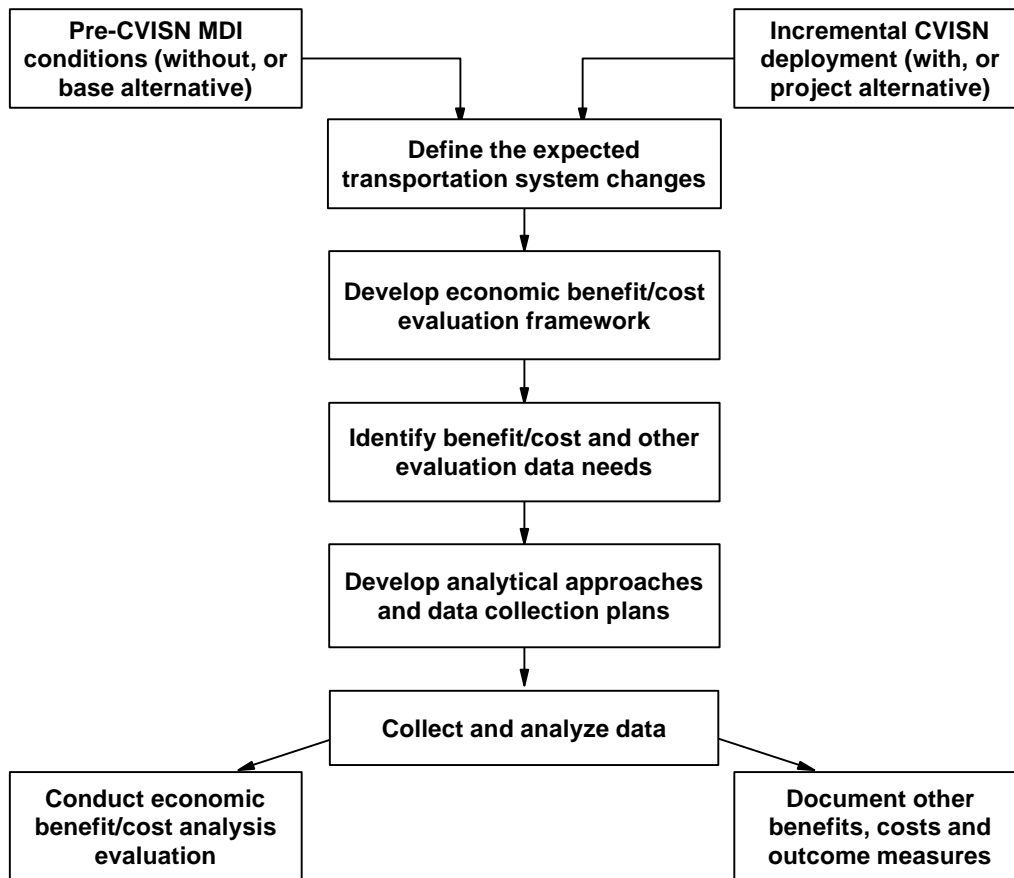 Pre-CVISN MDI
conditions (without, or
base alternative)
Incremental CVISN
deployment (with, or
project alternative)
Define the expected
transportation system changes
Develop economic benefit/cost
evaluation framework
Identify benefit/cost and other
evaluation data needs
Develop analytical approaches
and data collection plans
Collect and analyze data
Conduct economic
benefit/cost analysis
evaluation
Document other
benefits, costs and
outcome measures